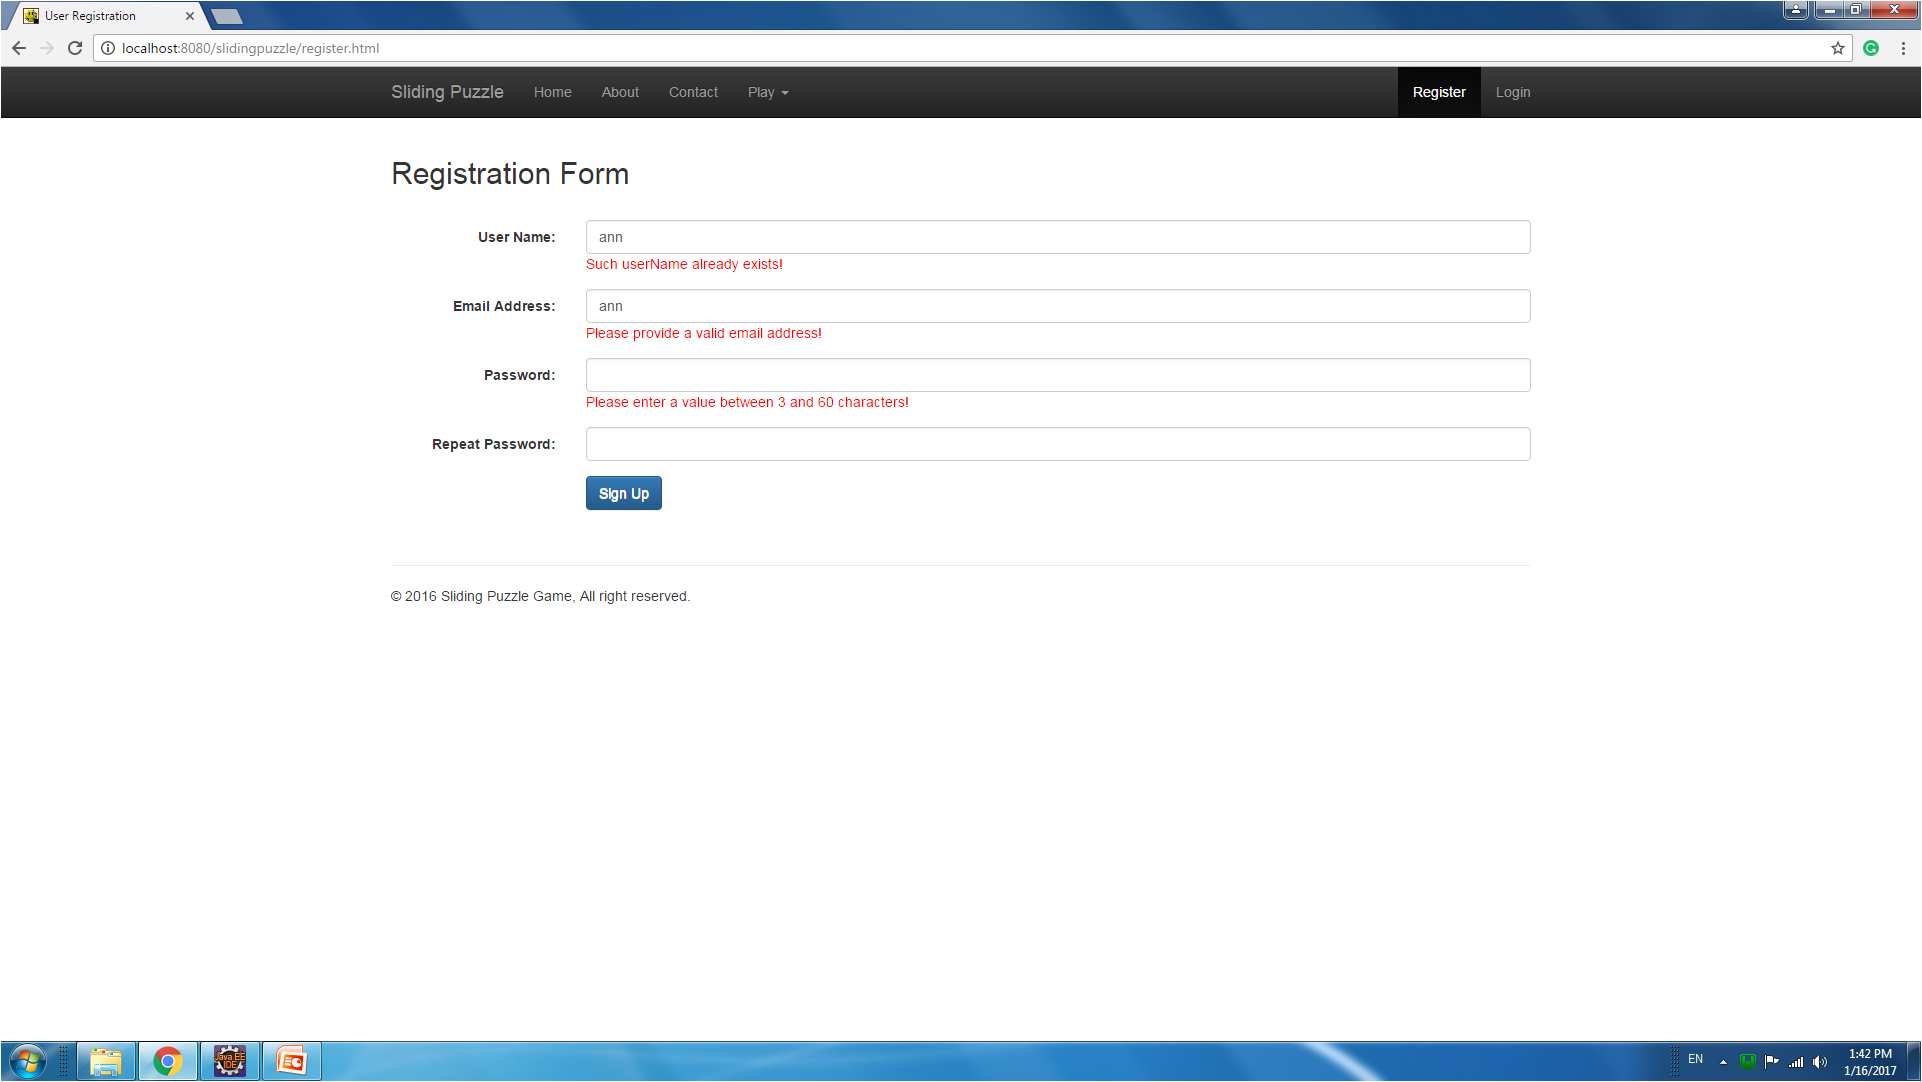 User Registration
localhost:8080/slidingpuzzle/register.html
Sliding Puzzle Home About Contact Play Register Login
Registration Form
User Name: ann
Such userName already exists!
Email Address: ann
Please provide a valid email address!
Password:
Please enter a value between 3 and 60 characters!
Repeat Password:
Sign Up
© 2016 Sliding Puzzle Game, All right reserved.
Java EE
IDE
EN
1:42 PM
1/16/2017